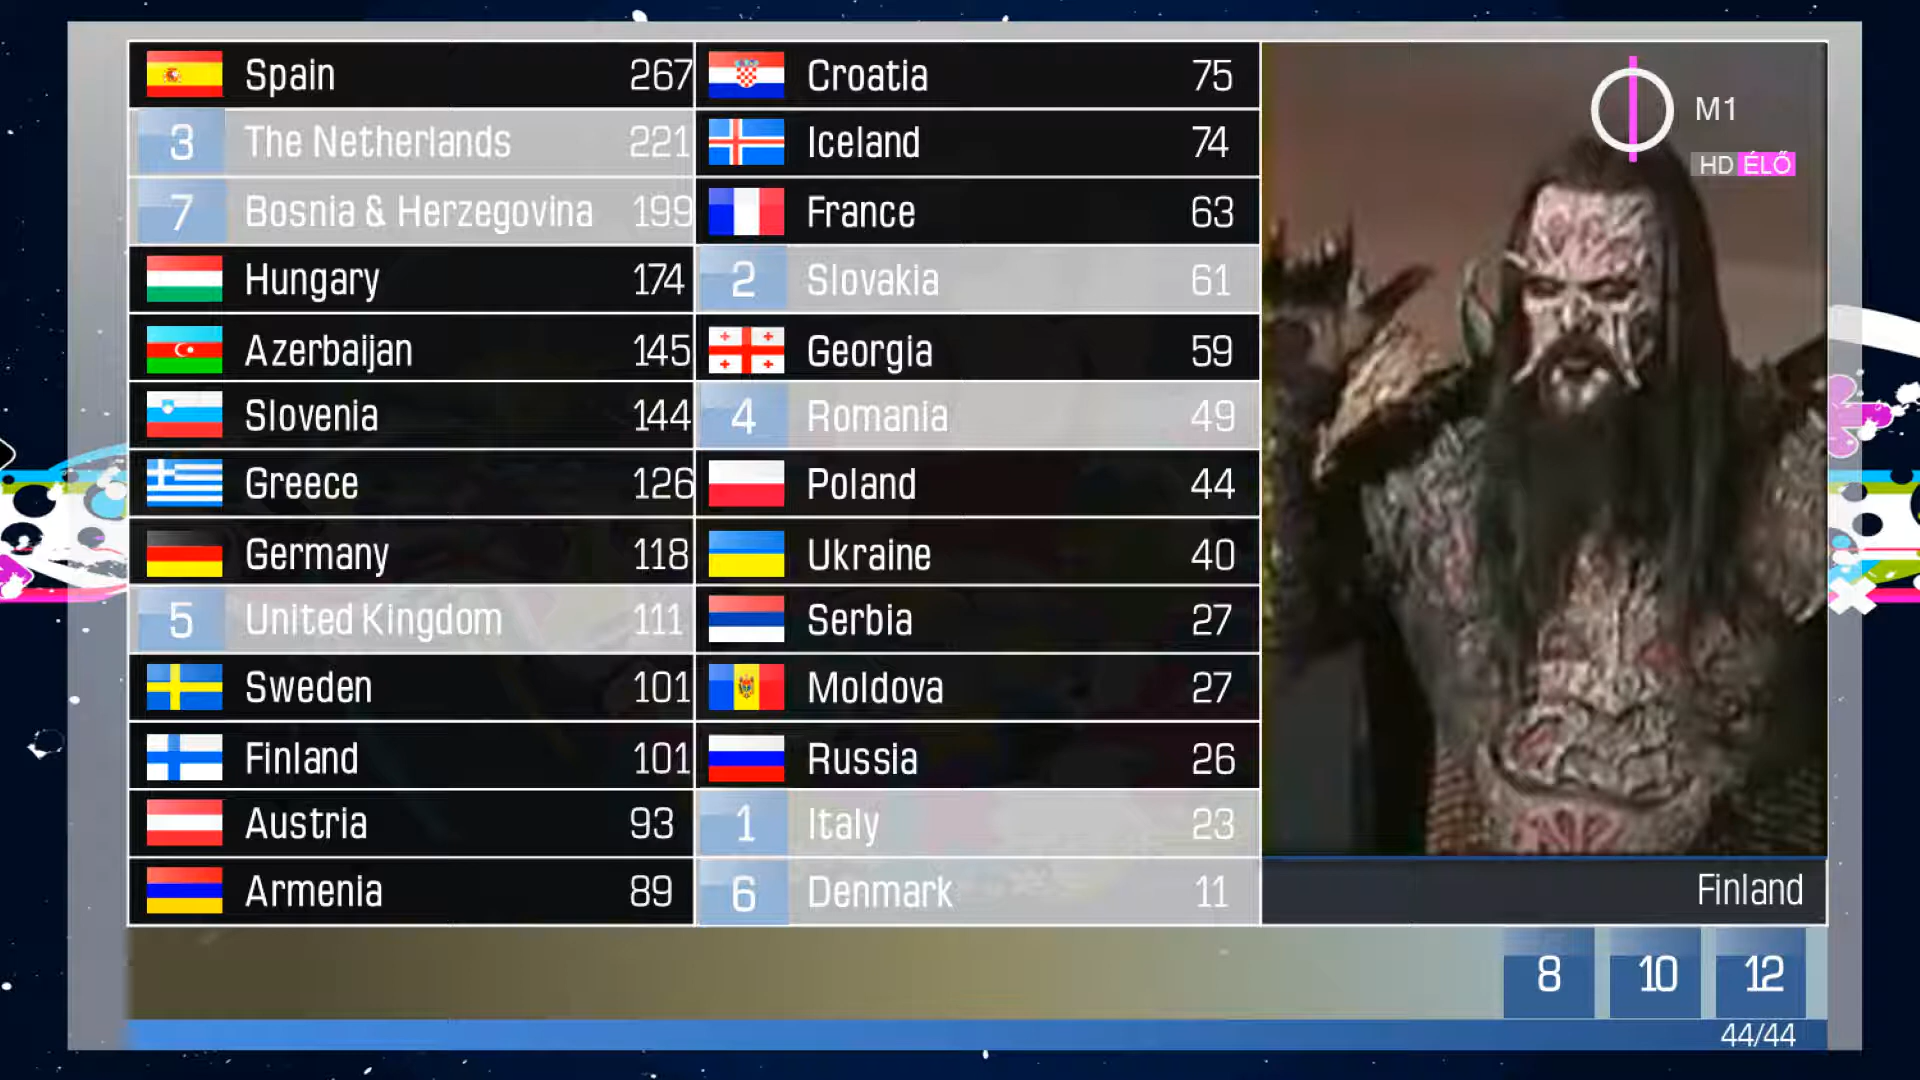 Spain 267
3 The Netherlands 221
7 Bosnia & Herzegovina 199
Hungary 174
Azerbaijan 145
Slovenia 144
Greece 126
Germany 118
5 United Kingdom 111
Sweden 101
Finland 101
Austria 93
Armenia 89
Croatia 75
Iceland 74
France 63
2 Slovakia 61
Georgia 59
4 Romania 49
Poland 44
Ukraine 40
Serbia 27
Moldova 27
Russia 26
1 Italy 23
6 Denmark 11
M1
HD ÉLŐ
Finland
8 10 12
44/44